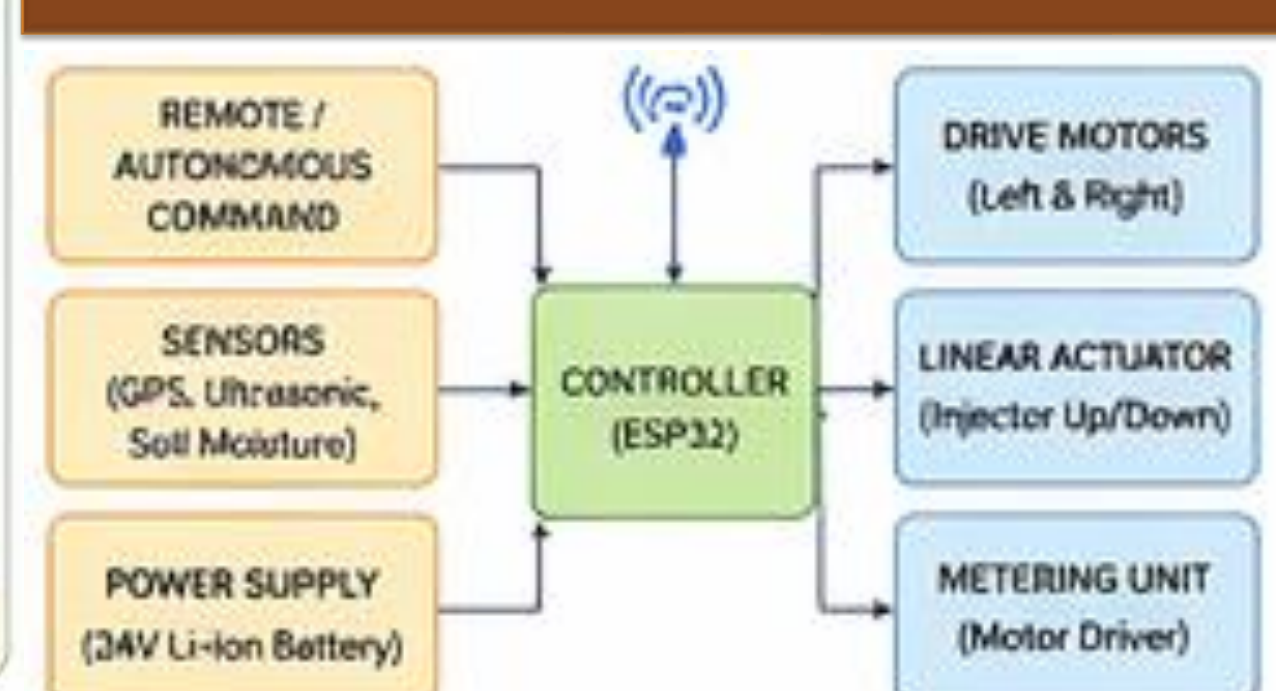 REMOTE /
AUTONOMOUS
COMMAND
SENSORS
(GPS, Ultrasonic,
Soil Moisture)
POWER SUPPLY
(24V Li-ion Battery)
CONTROLLER
(ESP32)
DRIVE MOTORS
(Left & Right)
LINEAR ACTUATOR
(Injector Up/Down)
METERING UNIT
(Motor Driver)